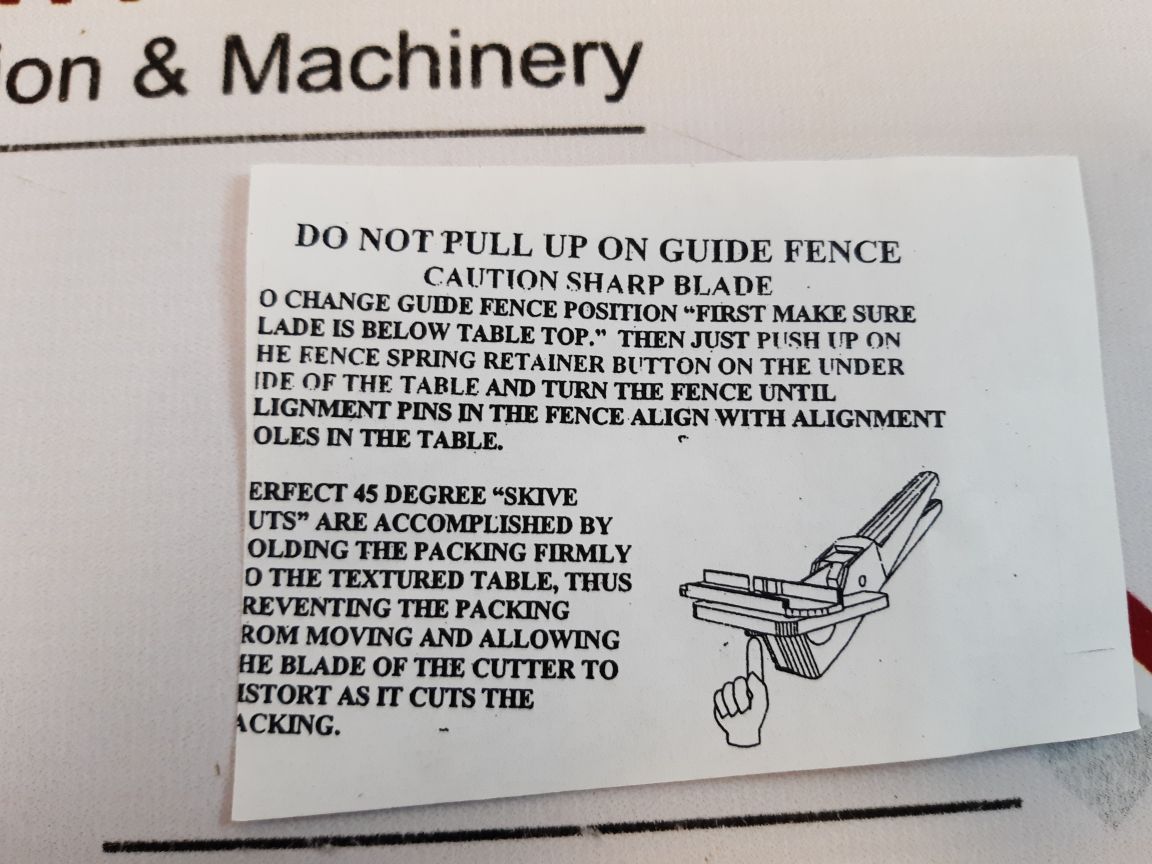 ion & Machinery
DO NOT PULL UP ON GUIDE FENCE
CAUTION SHARP BLADE
O CHANGE GUIDE FENCE POSITION “FIRST MAKE SURE
LADE IS BELOW TABLE TOP.” THEN JUST PUSH UP ON
HE FENCE SPRING RETAINER BUTTON ON THE UNDER
IDE OF THE TABLE AND TURN THE FENCE UNTIL
LIGNMENT PINS IN THE FENCE ALIGN WITH ALIGNMENT
OLES IN THE TABLE.
ERFECT 45 DEGREE “SKIVE
UTS” ARE ACCOMPLISHED BY
OLDING THE PACKING FIRMLY
O THE TEXTURED TABLE, THUS
REVENTING THE PACKING
ROM MOVING AND ALLOWING
HE BLADE OF THE CUTTER TO
ISTORT AS IT CUTS THE
ACKING.